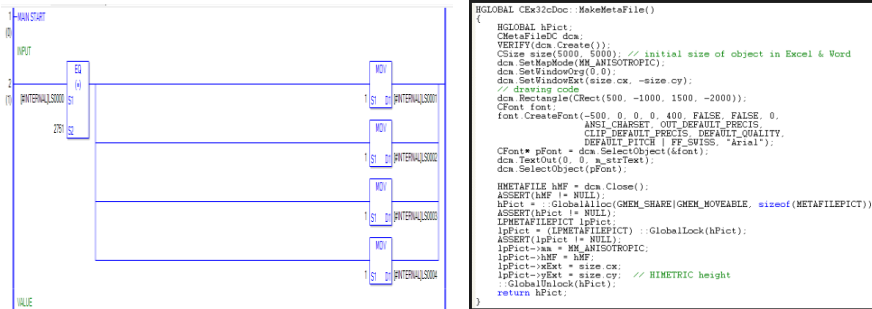 1 MAIN START
(0)
INPUT
EQ
MOV
2
(=)
(1)
[#INTERNAL]LS0000 S1
1 S1 D1 [#INTERNAL]LS0001
2751 S2
MOV
1 S1 D1 [#INTERNAL]LS0002
MOV
1 S1 D1 [#INTERNAL]LS0003
MOV
1 S1 D1 [#INTERNAL]LS0004
VALUE
HGLOBAL CEx32cDoc::MakeMetaFile()
{
HGLOBAL hPict;
CMetaFileDC dcm;
VERIFY(dcm.Create());
CSize size(5000, 5000); // initial size of object in Excel & Word
dcm.SetMapMode(MM_ANISOTROPIC);
dcm.SetWindowOrg(0,0);
dcm.SetWindowExt(size.cx, -size.cy);
// drawing code
dcm.Rectangle(CRect(500, -1000, 1500, -2000));
CFont font;
font.CreateFont(-500, 0, 0, 0, 400, FALSE, FALSE, 0,
ANSI_CHARSET, OUT_DEFAULT_PRECIS,
CLIP_DEFAULT_PRECIS, DEFAULT_QUALITY,
DEFAULT_PITCH | FF_SWISS, "Arial");
CFont* pFont = dcm.SelectObject(&font);
dcm.TextOut(0, 0, m_strText);
dcm.SelectObject(pFont);
HMETAFILE hMF = dcm.Close();
ASSERT(hMF != NULL);
hPict = ::GlobalAlloc(GMEM_SHARE|GMEM_MOVEABLE, sizeof(METAFILEPICT))
ASSERT(hPict != NULL);
LPMETAFILEPICT lpPict;
lpPict = (LPMETAFILEPICT) ::GlobalLock(hPict);
ASSERT(lpPict != NULL);
lpPict->mm = MM_ANISOTROPIC;
lpPict->hMF = hMF;
lpPict->xExt = size.cx;
lpPict->yExt = size.cy; // HIMETRIC height
::GlobalUnlock(hPict);
return hPict;
}